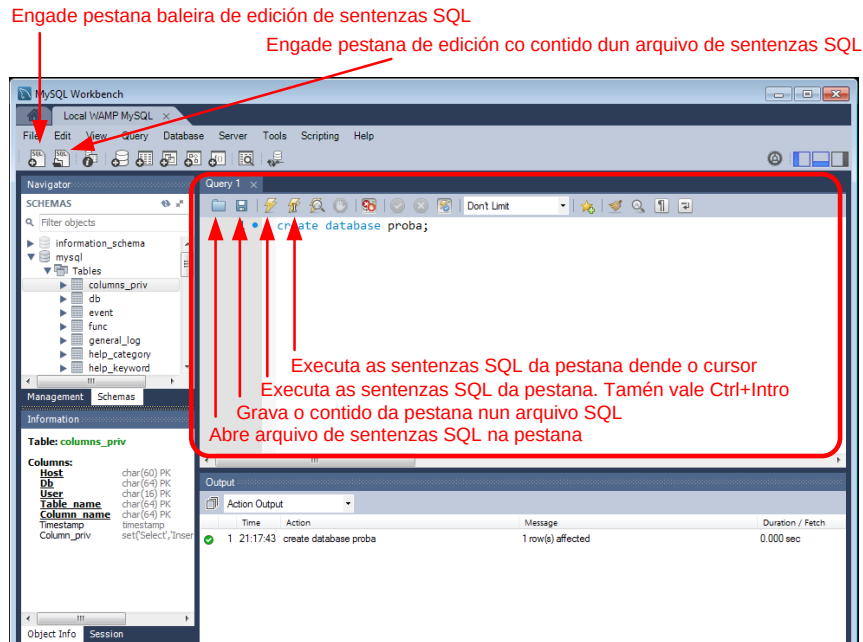 Engade pestana baleira de edición de sentenzas SQL
Engade pestana de edición co contido dun arquivo de sentenzas SQL
MySQL Workbench
Local WAMP MySQL
File Edit View Query Database Server Tools Scripting Help
Navigator
SCHEMAS
Filter objects
information_schema
mysql
Tables
columns_priv
db
event
func
general_log
help_category
help_keyword
Management Schemas
Information
Table: columns_priv
Columns:
Host char(60) PK
Db char(64) PK
User char(16) PK
Table_name char(64) PK
Column_name char(64) PK
Timestamp timestamp
Column_priv set('Select','Inser
Object Info Session
Query 1
Don't Limit
create database proba;
Executa as sentenzas SQL da pestana dende o cursor
Executa as sentenzas SQL da pestana. Tamén vale Ctrl+Intro
Grava o contido da pestana nun arquivo SQL
Abre arquivo de sentenzas SQL na pestana
Output
Action Output
Time Action Message Duration / Fetch
1 21:17:43 create database proba 1 row(s) affected 0.000 sec